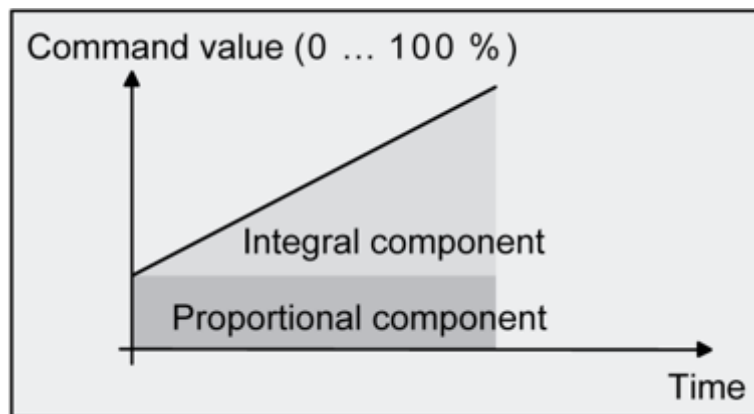 Command value (0 ... 100 %)
Integral component
Proportional component
Time